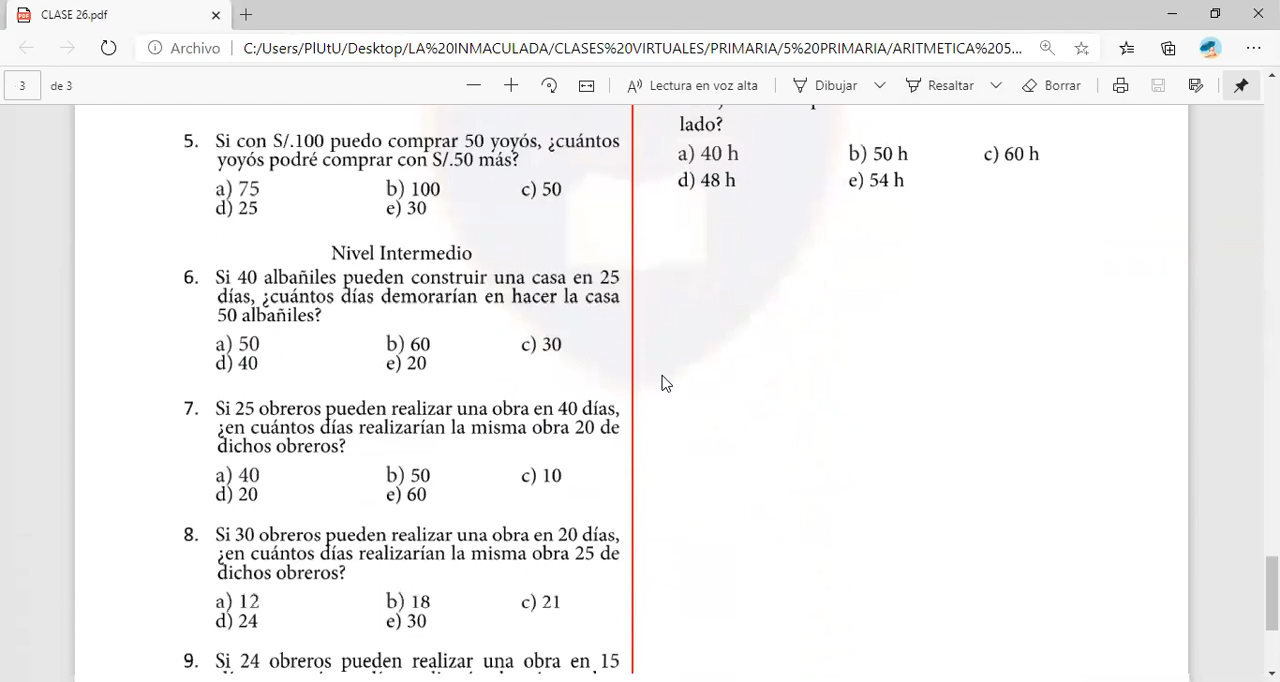 CLASE 26.pdf
Archivo
C:/Users/PlUtU/Desktop/LA%20INMACULADA/CLASES%20VIRTUALES/PRIMARIA/5%20PRIMARIA/ARITMETICA%205...
3 de 3
Lectura en voz alta
Dibujar
Resaltar
Borrar
5. Si con S/.100 puedo comprar 50 yoyós, ¿cuántos
yoyós podré comprar con S/.50 más?
a) 75 b) 100 c) 50
d) 25 e) 30
Nivel Intermedio
6. Si 40 albañiles pueden construir una casa en 25
días, ¿cuántos días demorarían en hacer la casa
50 albañiles?
a) 50 b) 60 c) 30
d) 40 e) 20
7. Si 25 obreros pueden realizar una obra en 40 días,
¿en cuántos días realizarían la misma obra 20 de
dichos obreros?
a) 40 b) 50 c) 10
d) 20 e) 60
8. Si 30 obreros pueden realizar una obra en 20 días,
¿en cuántos días realizarían la misma obra 25 de
dichos obreros?
a) 12 b) 18 c) 21
d) 24 e) 30
9. Si 24 obreros pueden realizar una obra en 15
lado?
a) 40 h b) 50 h c) 60 h
d) 48 h e) 54 h